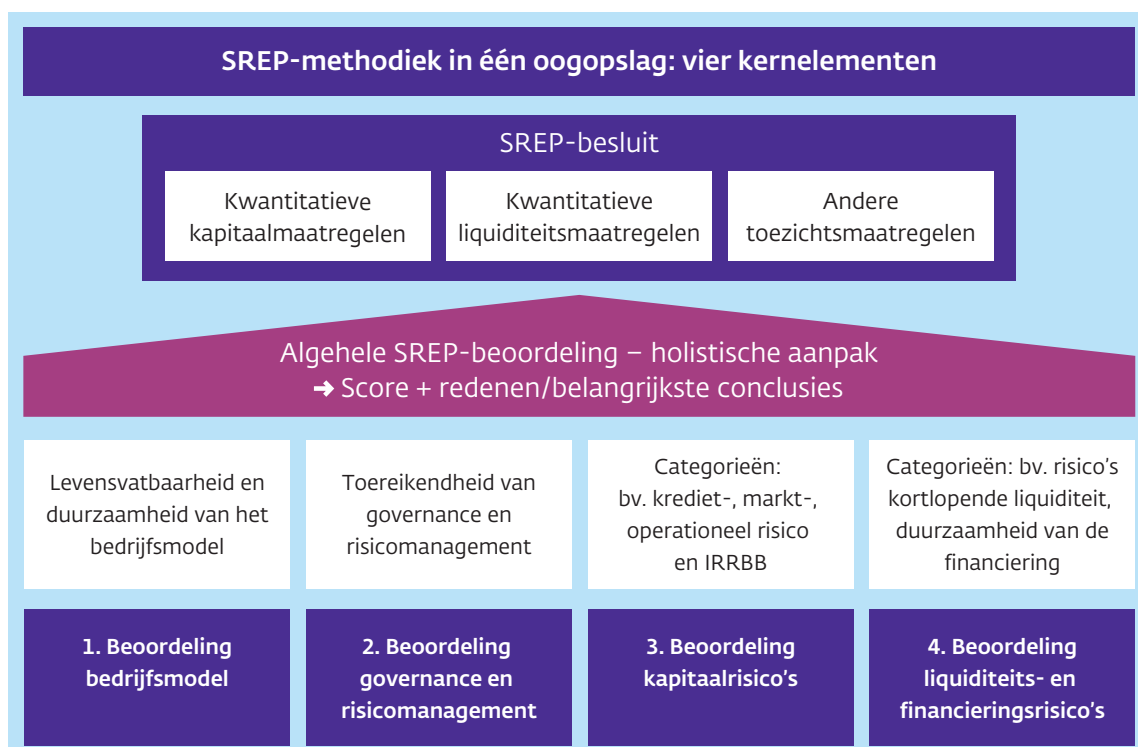 SREP-methodiek in één oogopslag: vier kernelementen
SREP-besluit
Kwantitatieve
kapitaalmaatregelen
Kwantitatieve
liquiditeitsmaatregelen
Andere
toezichtsmaatregelen
Algehele SREP-beoordeling – holistische aanpak
➜ Score + redenen/belangrijkste conclusies
Levensvatbaarheid en
duurzaamheid van het
bedrijfsmodel
Toereikendheid van
governance en
risicomanagement
Categorieën:
bv. krediet-, markt-,
operationeel risico
en IRRBB
Categorieën: bv. risico’s
kortlopende liquiditeit,
duurzaamheid van de
financiering
1. Beoordeling
bedrijfsmodel
2. Beoordeling
governance en
risicomanagement
3. Beoordeling
kapitaalrisico’s
4. Beoordeling
liquiditeits- en
financieringsrisico’s